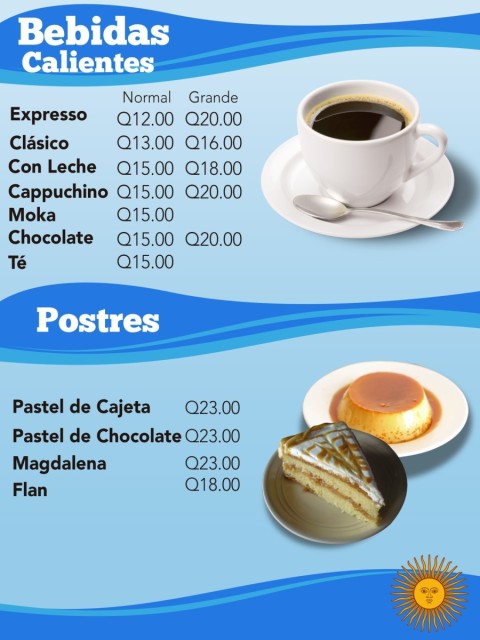 Bebidas
Calientes
Normal Grande
Expresso Q12.00 Q20.00
Clásico Q13.00 Q16.00
Con Leche Q15.00 Q18.00
Cappuchino Q15.00 Q20.00
Moka Q15.00
Chocolate Q15.00 Q20.00
Té Q15.00
Postres
Pastel de Cajeta Q23.00
Pastel de Chocolate Q23.00
Magdalena Q23.00
Flan Q18.00